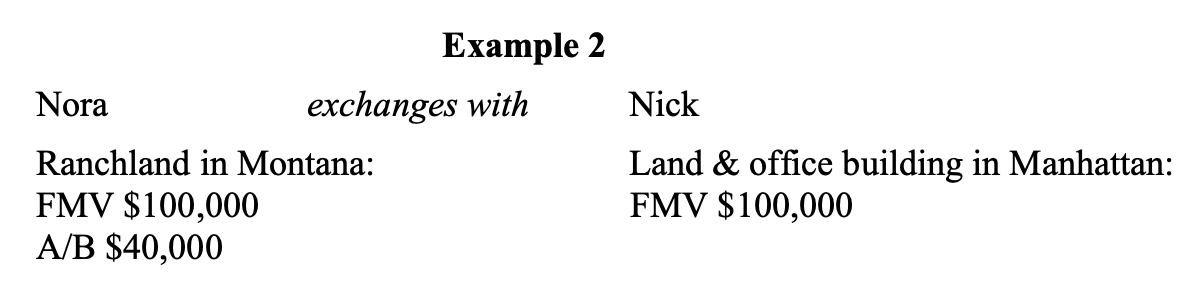 Example 2
Nora exchanges with Nick
Ranchland in Montana: Land & office building in Manhattan:
FMV $100,000 FMV $100,000
A/B $40,000